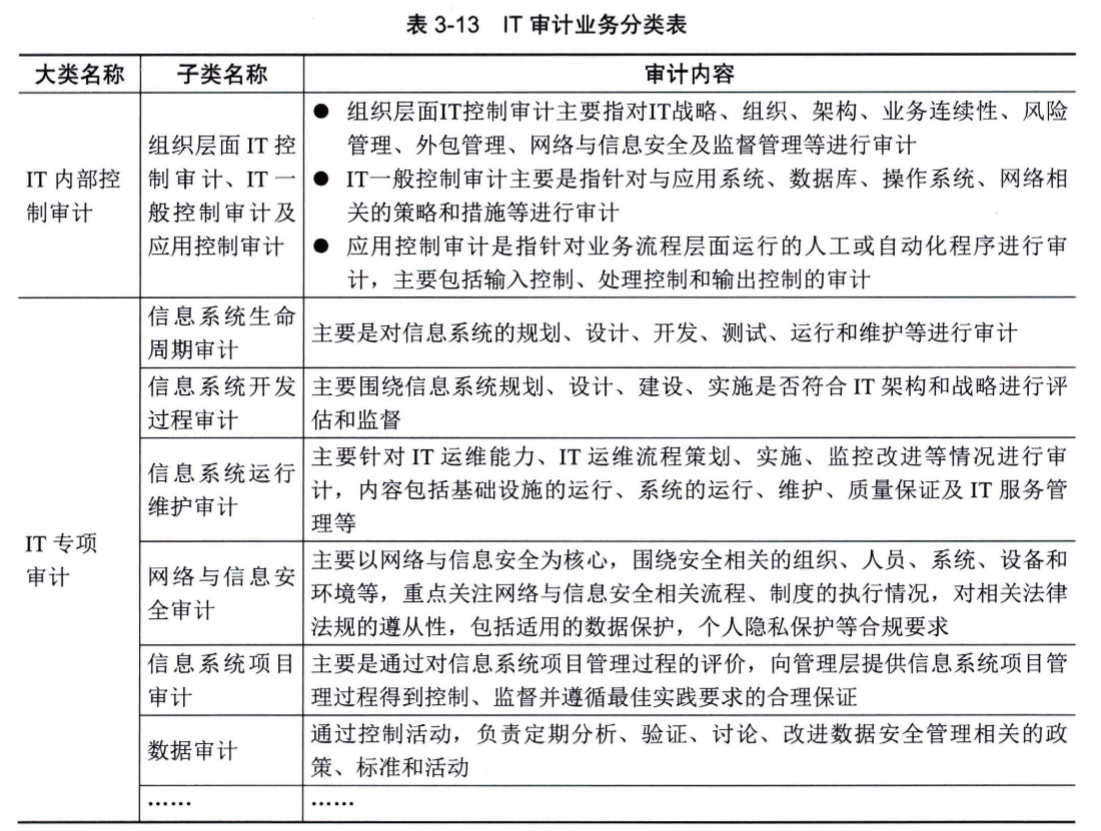 表 3-13 IT 审计业务分类表
大类名称 子类名称 审计内容
IT 内部控
制审计
组织层面 IT 控
制审计、IT 一
般控制审计及
应用控制审计
● 组织层面IT控制审计主要指对IT战略、组织、架构、业务连续性、风险
管理、外包管理、网络与信息安全及监督管理等进行审计
● IT一般控制审计主要是指针对与应用系统、数据库、操作系统、网络相
关的策略和措施等进行审计
● 应用控制审计是指针对业务流程层面运行的人工或自动化程序进行审
计，主要包括输入控制、处理控制和输出控制的审计
IT 专项
审计
信息系统生命
周期审计
主要是对信息系统的规划、设计、开发、测试、运行和维护等进行审计
信息系统开发
过程审计
主要围绕信息系统规划、设计、建设、实施是否符合 IT 架构和战略进行评
估和监督
信息系统运行
维护审计
主要针对 IT 运维能力、IT 运维流程策划、实施、监控改进等情况进行审
计，内容包括基础设施的运行、系统的运行、维护、质量保证及 IT 服务管
理等
网络与信息安
全审计
主要以网络与信息安全为核心，围绕安全相关的组织、人员、系统、设备和
环境等，重点关注网络与信息安全相关流程、制度的执行情况，对相关法律
法规的遵从性，包括适用的数据保护，个人隐私保护等合规要求
信息系统项目
审计
主要是通过对信息系统项目管理过程的评价，向管理层提供信息系统项目管
理过程得到控制、监督并遵循最佳实践要求的合理保证
数据审计
通过控制活动，负责定期分析、验证、讨论、改进数据安全管理相关的政
策、标准和活动
…… ……